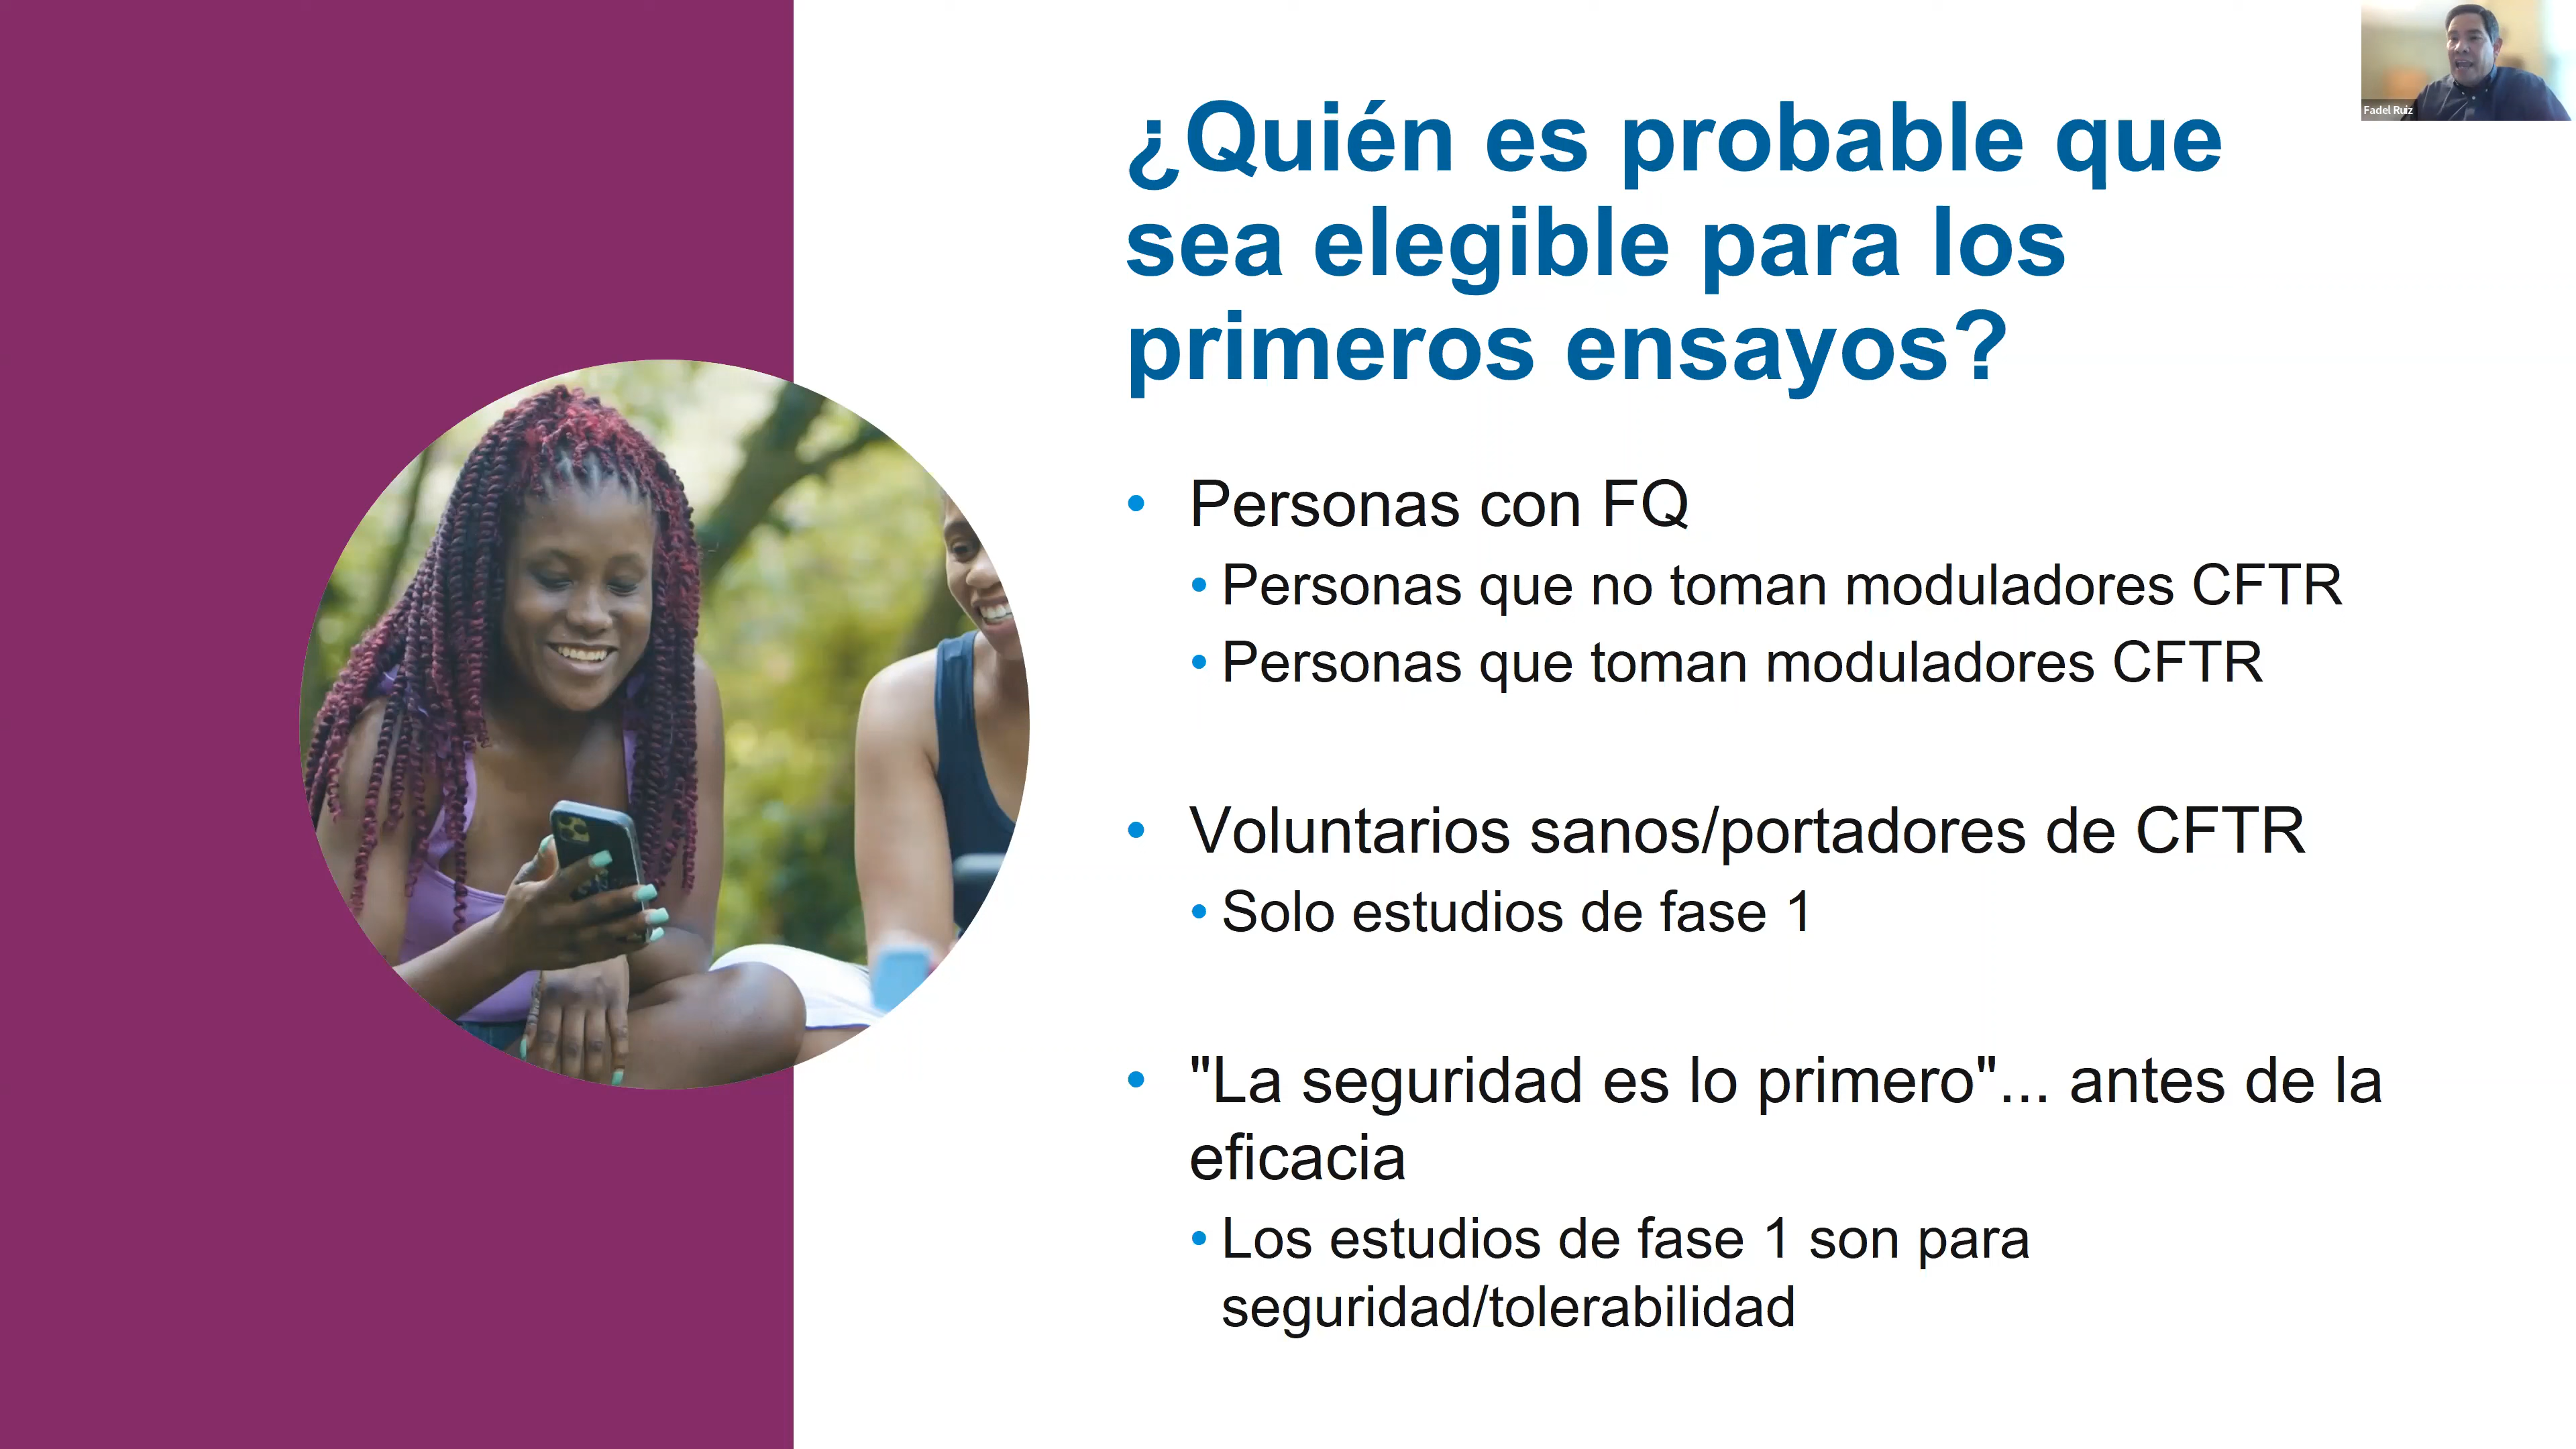 ¿Quién es probable que
sea elegible para los
primeros ensayos?
• Personas con FQ
• Personas que no toman moduladores CFTR
• Personas que toman moduladores CFTR
• Voluntarios sanos/portadores de CFTR
• Solo estudios de fase 1
• "La seguridad es lo primero"... antes de la
eficacia
• Los estudios de fase 1 son para
seguridad/tolerabilidad
Fadel Ruiz